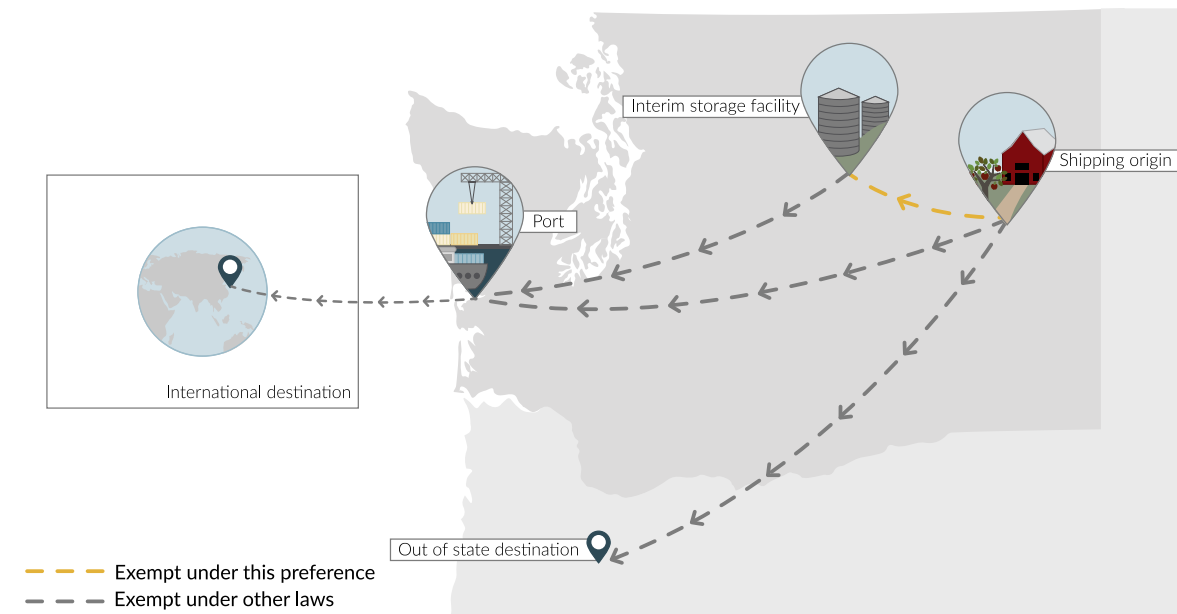 Interim storage facility
Shipping origin
Port
International destination
Out of state destination
Exempt under this preference
Exempt under other laws